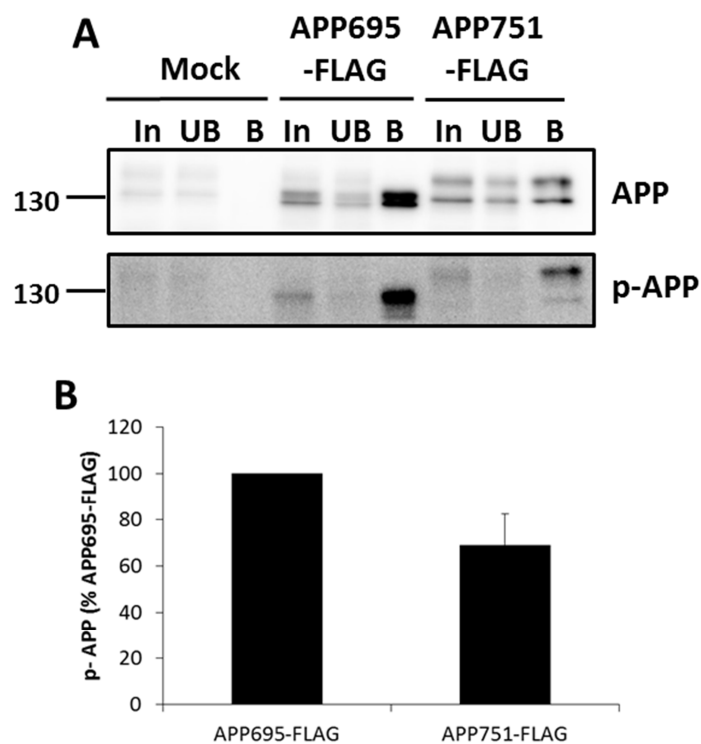 A
Mock
APP695
-FLAG
APP751
-FLAG
In UB B In UB B In UB B
130
APP
130
p-APP
B
p- APP (% APP695-FLAG)
120
100
80
60
40
20
0
APP695-FLAG APP751-FLAG